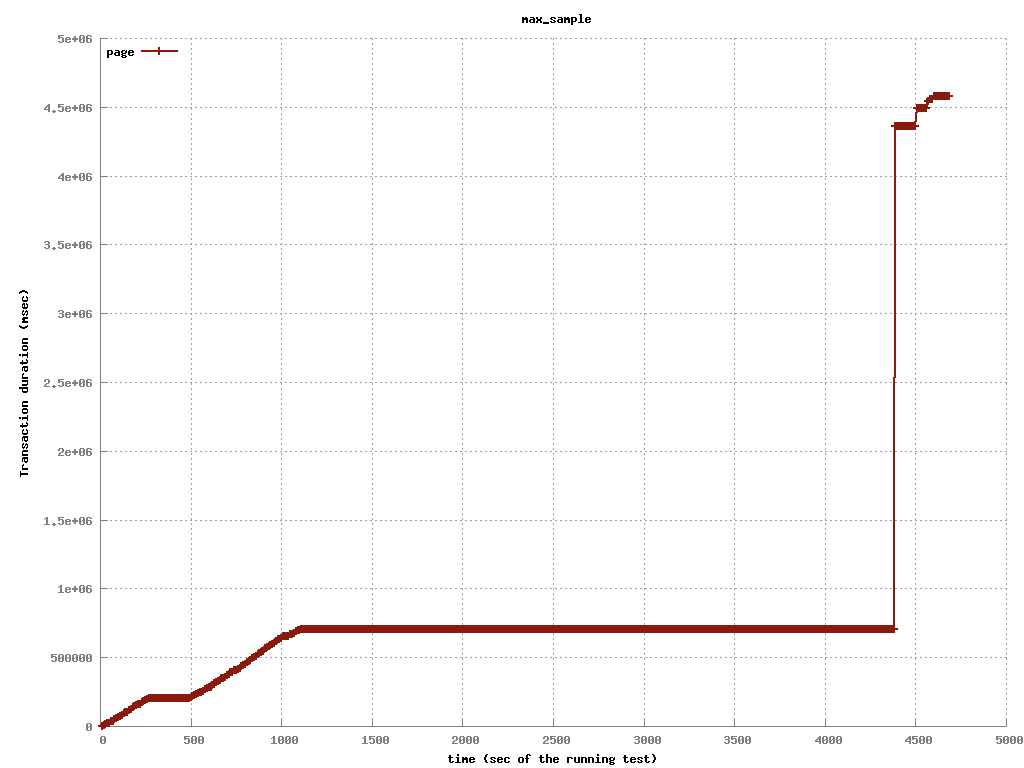 max_sample
page
5e+06
4.5e+06
4e+06
3.5e+06
3e+06
2.5e+06
2e+06
1.5e+06
1e+06
500000
0
Transaction duration (msec)
0 500 1000 1500 2000 2500 3000 3500 4000 4500 5000
time (sec of the running test)